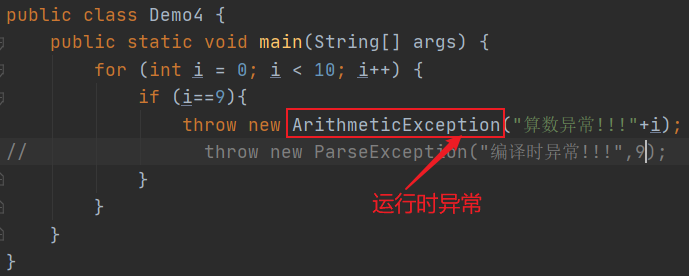 public class Demo4 {
    public static void main(String[] args) {
        for (int i = 0; i < 10; i++) {
            if (i==9){
                throw new ArithmeticException("算数异常!!!"+i);
//                throw new ParseException("编译时异常!!!",9);
            }
        }
运行时异常
    }
}